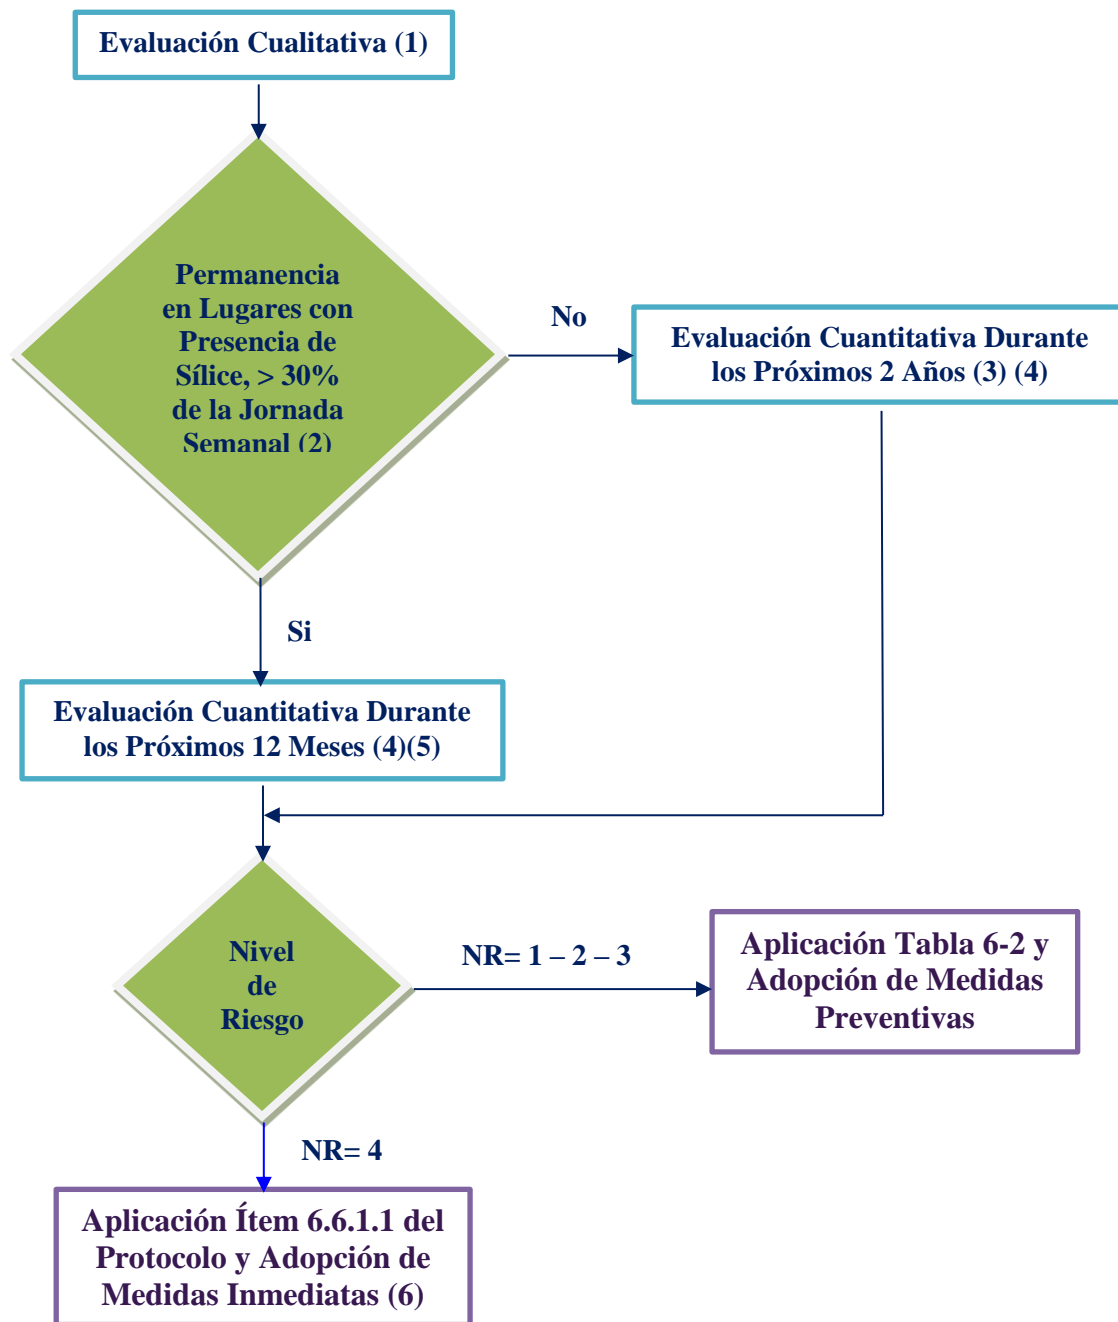 Evaluación Cualitativa (1)
Permanencia
en Lugares con
Presencia de
Sílice, > 30%
de la Jornada
Semanal (2)
No
Evaluación Cuantitativa Durante
los Próximos 2 Años (3) (4)
Si
Evaluación Cuantitativa Durante
los Próximos 12 Meses (4)(5)
Nivel
de
Riesgo
NR= 1 – 2 – 3
Aplicación Tabla 6-2 y
Adopción de Medidas
Preventivas
NR= 4
Aplicación Ítem 6.6.1.1 del
Protocolo y Adopción de
Medidas Inmediatas (6)